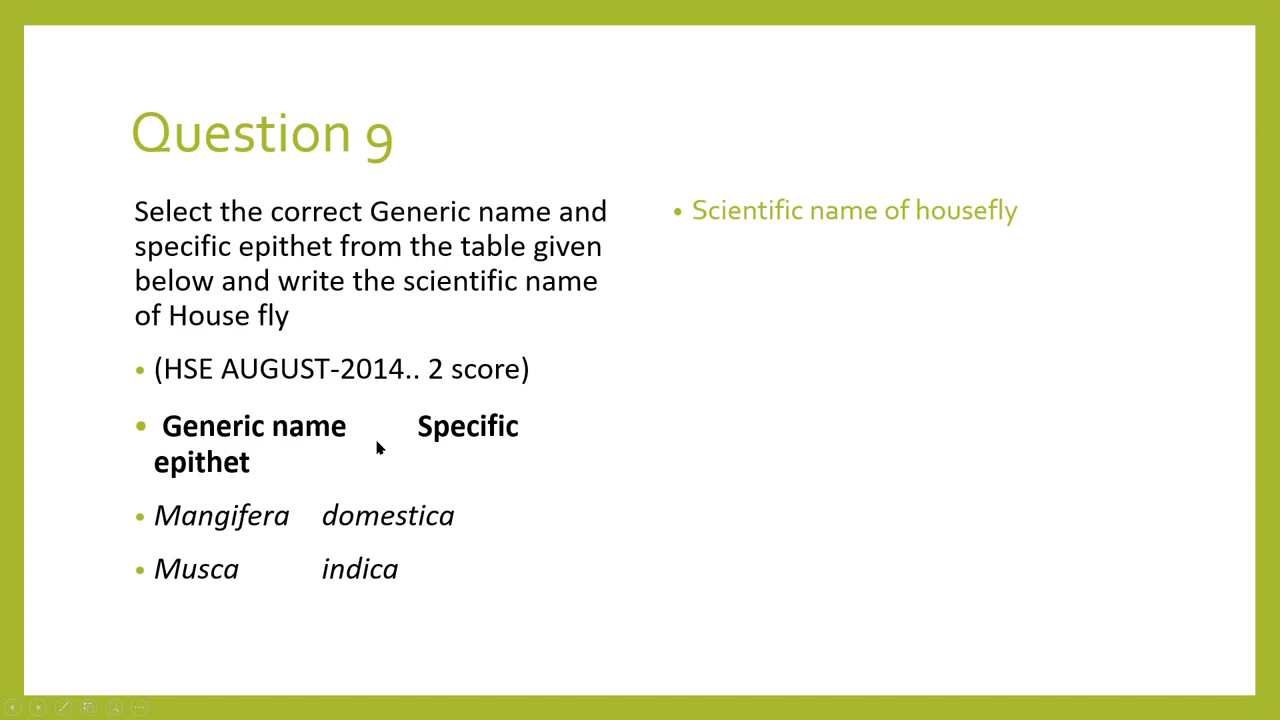 Question 9
Select the correct Generic name and
specific epithet from the table given
below and write the scientific name
of House fly
• (HSE AUGUST-2014.. 2 score)
• Generic name Specific
epithet
• Mangifera domestica
• Musca indica
• Scientific name of housefly